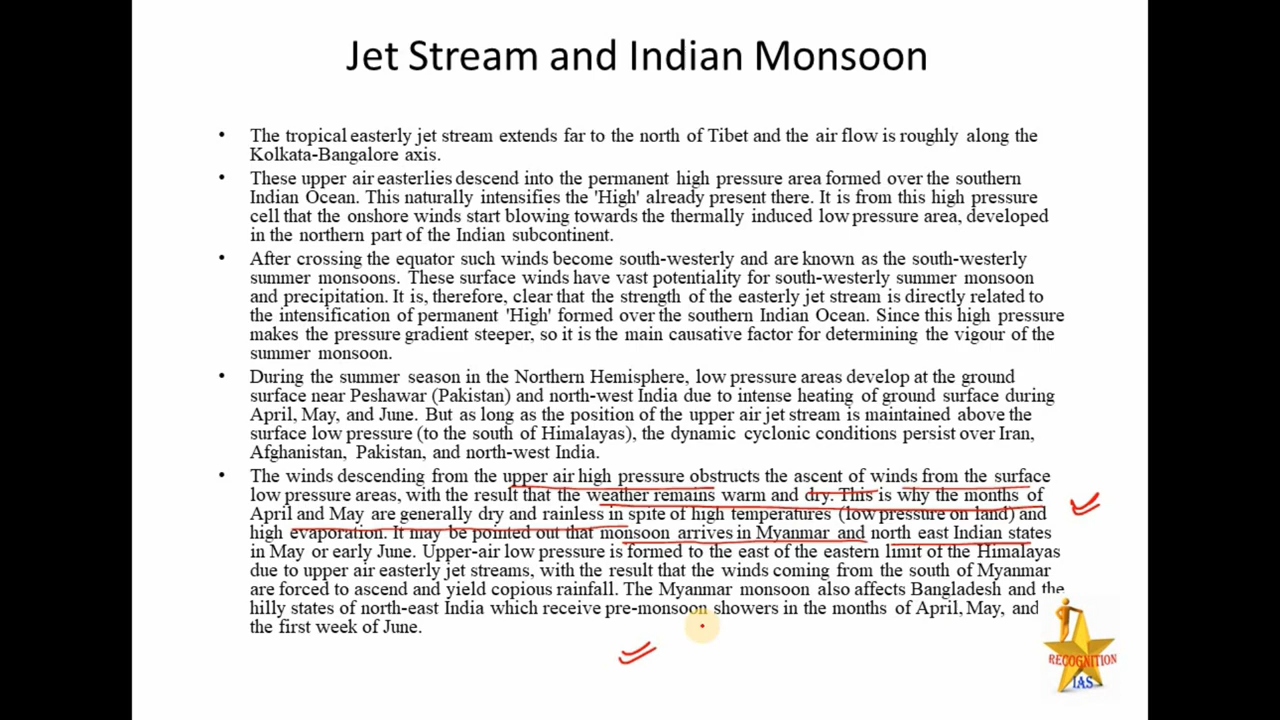 Jet Stream and Indian Monsoon
• The tropical easterly jet stream extends far to the north of Tibet and the air flow is roughly along the
Kolkata-Bangalore axis.
• These upper air easterlies descend into the permanent high pressure area formed over the southern
Indian Ocean. This naturally intensifies the 'High' already present there. It is from this high pressure
cell that the onshore winds start blowing towards the thermally induced low pressure area, developed
in the northern part of the Indian subcontinent.
• After crossing the equator such winds become south-westerly and are known as the south-westerly
summer monsoons. These surface winds have vast potentiality for south-westerly summer monsoon
and precipitation. It is, therefore, clear that the strength of the easterly jet stream is directly related to
the intensification of permanent 'High' formed over the southern Indian Ocean. Since this high pressure
makes the pressure gradient steeper, so it is the main causative factor for determining the vigour of the
summer monsoon.
• During the summer season in the Northern Hemisphere, low pressure areas develop at the ground
surface near Peshawar (Pakistan) and north-west India due to intense heating of ground surface during
April, May, and June. But as long as the position of the upper air jet stream is maintained above the
surface low pressure (to the south of Himalayas), the dynamic cyclonic conditions persist over Iran,
Afghanistan, Pakistan, and north-west India.
• The winds descending from the upper air high pressure obstructs the ascent of winds from the surface
low pressure areas, with the result that the weather remains warm and dry. This is why the months of
April and May are generally dry and rainless in spite of high temperatures (low pressure on land) and
high evaporation. It may be pointed out that monsoon arrives in Myanmar and north east Indian states
in May or early June. Upper-air low pressure is formed to the east of the eastern limit of the Himalayas
due to upper air easterly jet streams, with the result that the winds coming from the south of Myanmar
are forced to ascend and yield copious rainfall. The Myanmar monsoon also affects Bangladesh and the
hilly states of north-east India which receive pre-monsoon showers in the months of April, May, and
the first week of June.
RECOGNITION
IAS